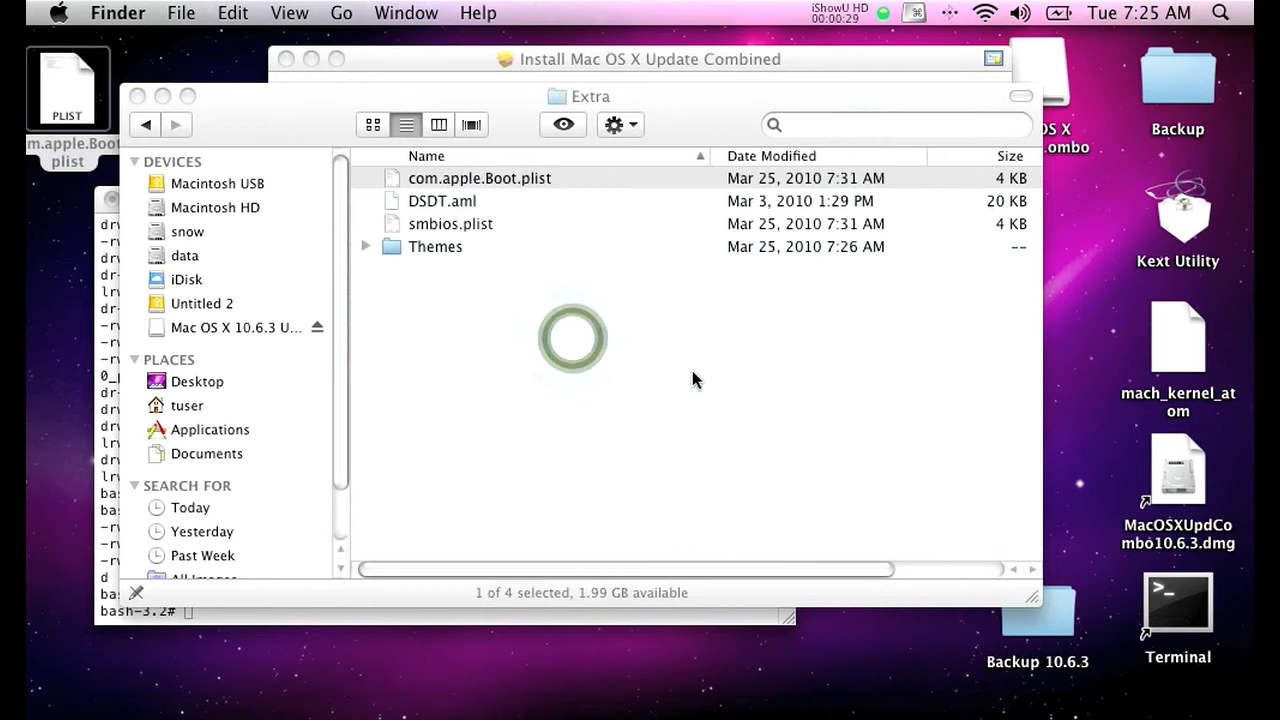 Finder File Edit View Go Window Help
iShowU HD
00:00:29
Tue 7:25 AM
Install Mac OS X Update Combined
Extra
PLIST
m.apple.Boo
plist
OS X
ombo
Backup
Kext Utility
mach_kernel_at
om
MacOSXUpdCo
mbo10.6.3.dmg
Backup 10.6.3
Terminal
DEVICES
Macintosh USB
Macintosh HD
snow
data
iDisk
Untitled 2
Mac OS X 10.6.3 U...
PLACES
Desktop
tuser
Applications
Documents
SEARCH FOR
Today
Yesterday
Past Week
All Images
Name Date Modified Size
com.apple.Boot.plist Mar 25, 2010 7:31 AM 4 KB
DSDT.aml Mar 3, 2010 1:29 PM 20 KB
smbios.plist Mar 25, 2010 7:31 AM 4 KB
Themes Mar 25, 2010 7:26 AM --
1 of 4 selected, 1.99 GB available
bash-3.2#